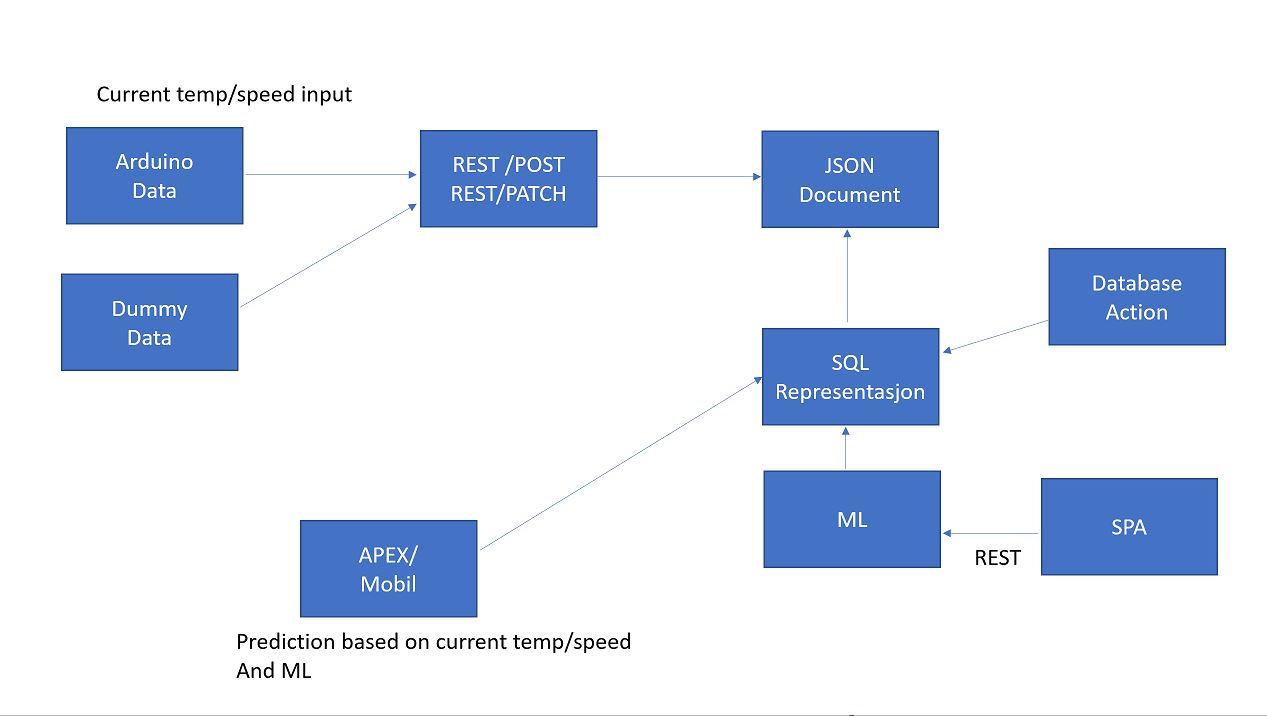 Current temp/speed input
Arduino
Data
REST /POST
REST/PATCH
JSON
Document
Dummy
Data
Database
Action
SQL
Representasjon
ML
SPA
REST
APEX/
Mobil
Prediction based on current temp/speed
And ML